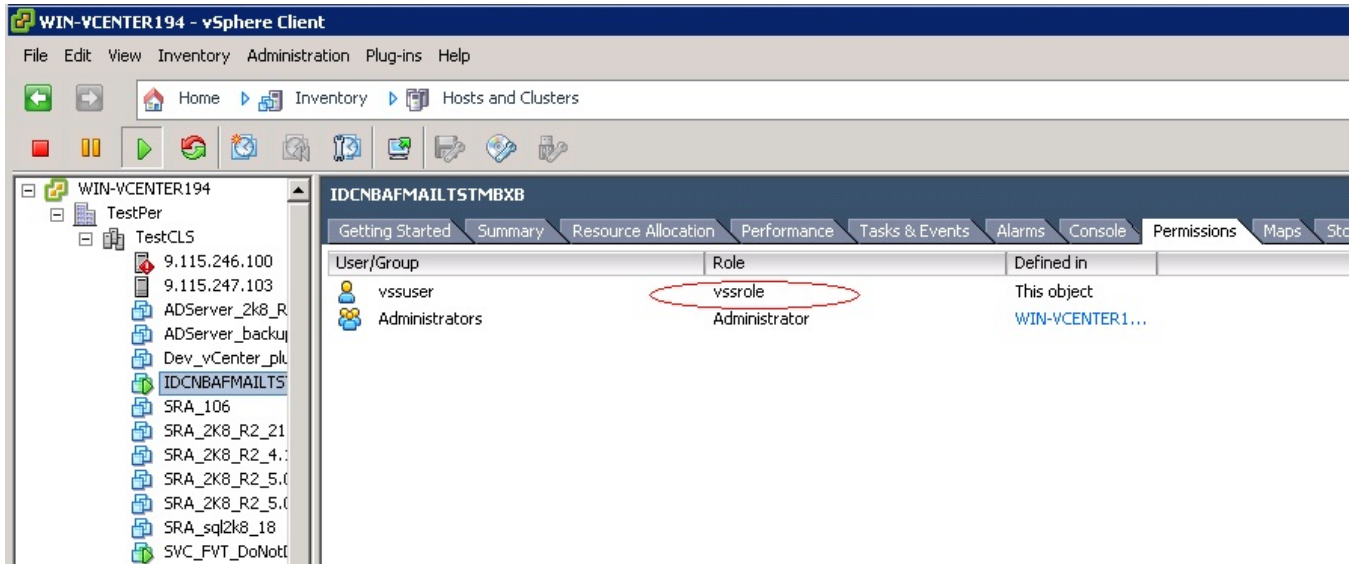 WIN-VCENTER194 - vSphere Client
File Edit View Inventory Administration Plug-ins Help
Home Inventory Hosts and Clusters
WIN-VCENTER194
TestPer
TestCLS
9.115.246.100
9.115.247.103
ADServer_2k8_R
ADServer_backu
Dev_vCenter_plu
IDCNBAFMAILTS
SRA_106
SRA_2K8_R2_21
SRA_2K8_R2_4.
SRA_2K8_R2_5.0
SRA_2K8_R2_5.0
SRA_sql2k8_18
SVC_FVT_DoNot
IDCNBAFMAILTSTMBXB
Getting Started Summary Resource Allocation Performance Tasks & Events Alarms Console Permissions Maps Sto
User/Group Role Defined in
vssuser vssrole This object
Administrators Administrator WIN-VCENTER1...